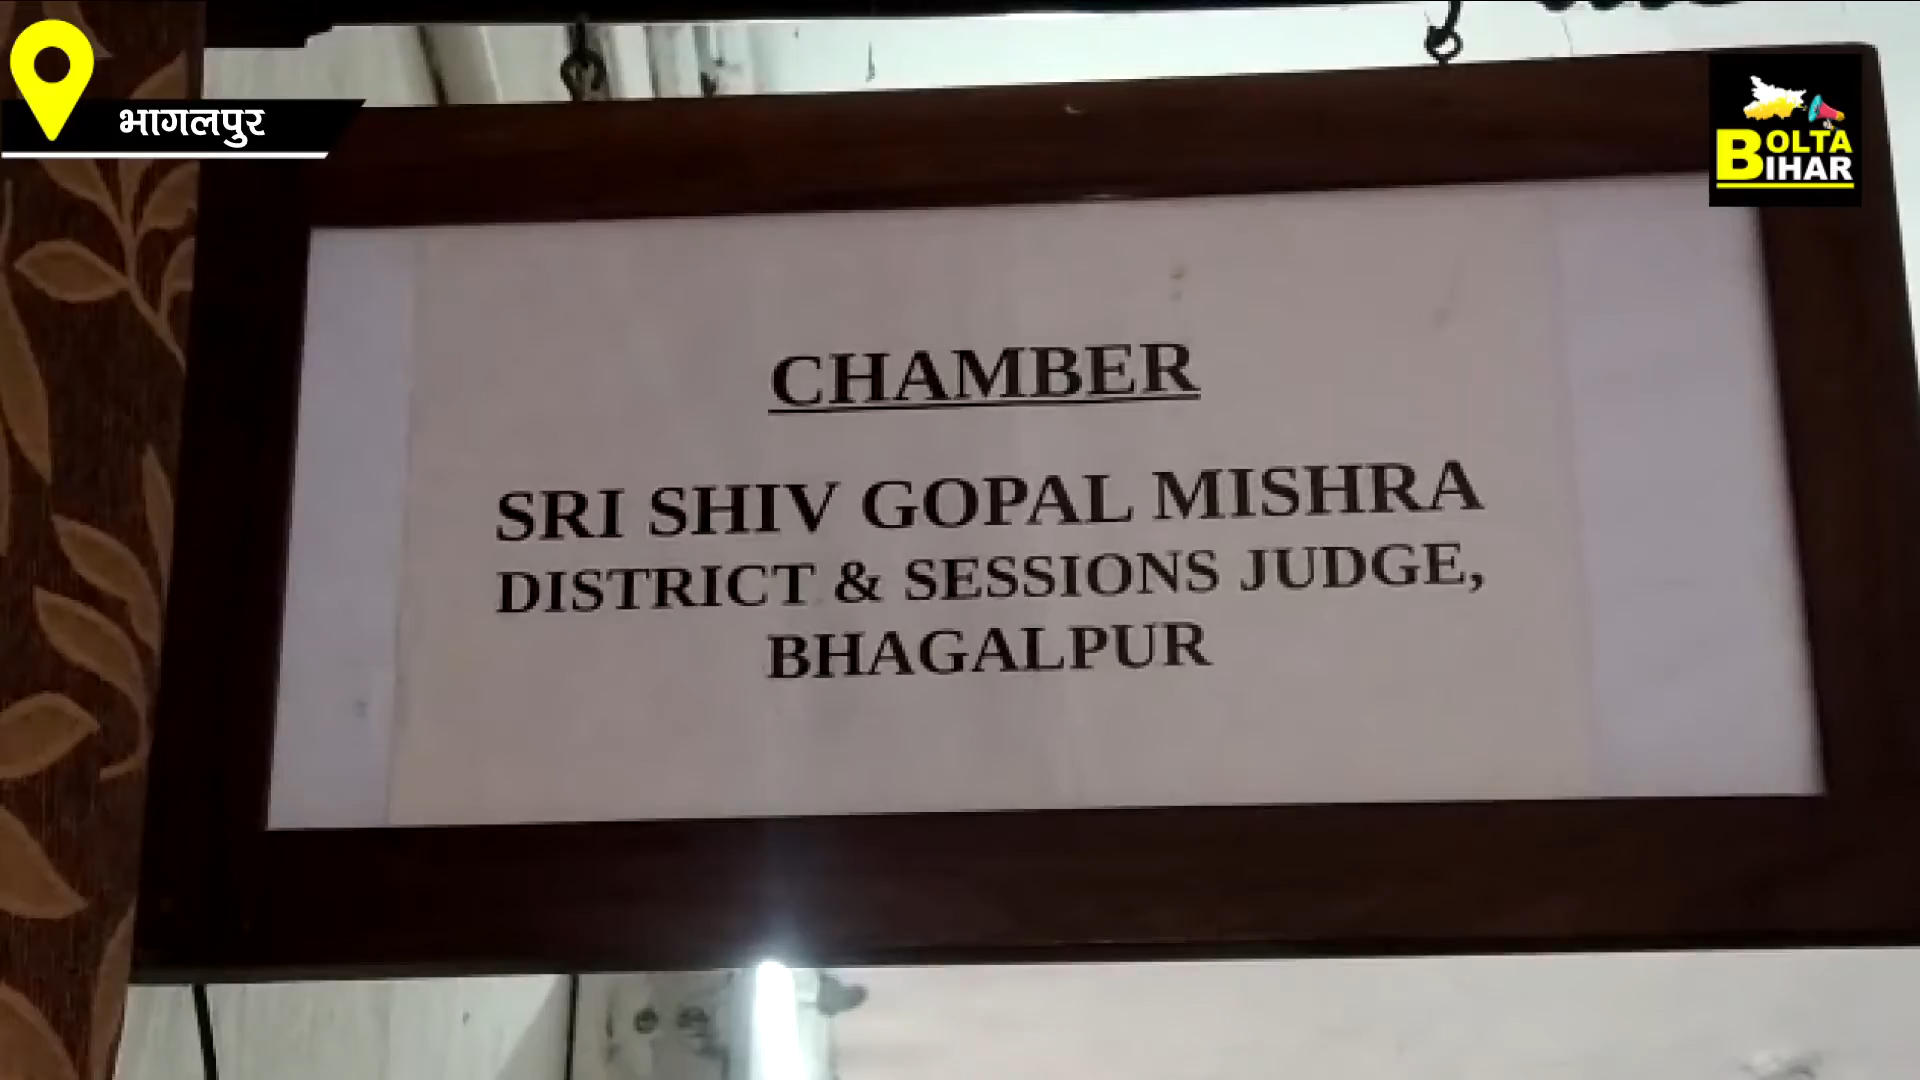 भागलपुर
BOLTA
BIHAR
CHAMBER
SRI SHIV GOPAL MISHRA
DISTRICT & SESSIONS JUDGE,
BHAGALPUR